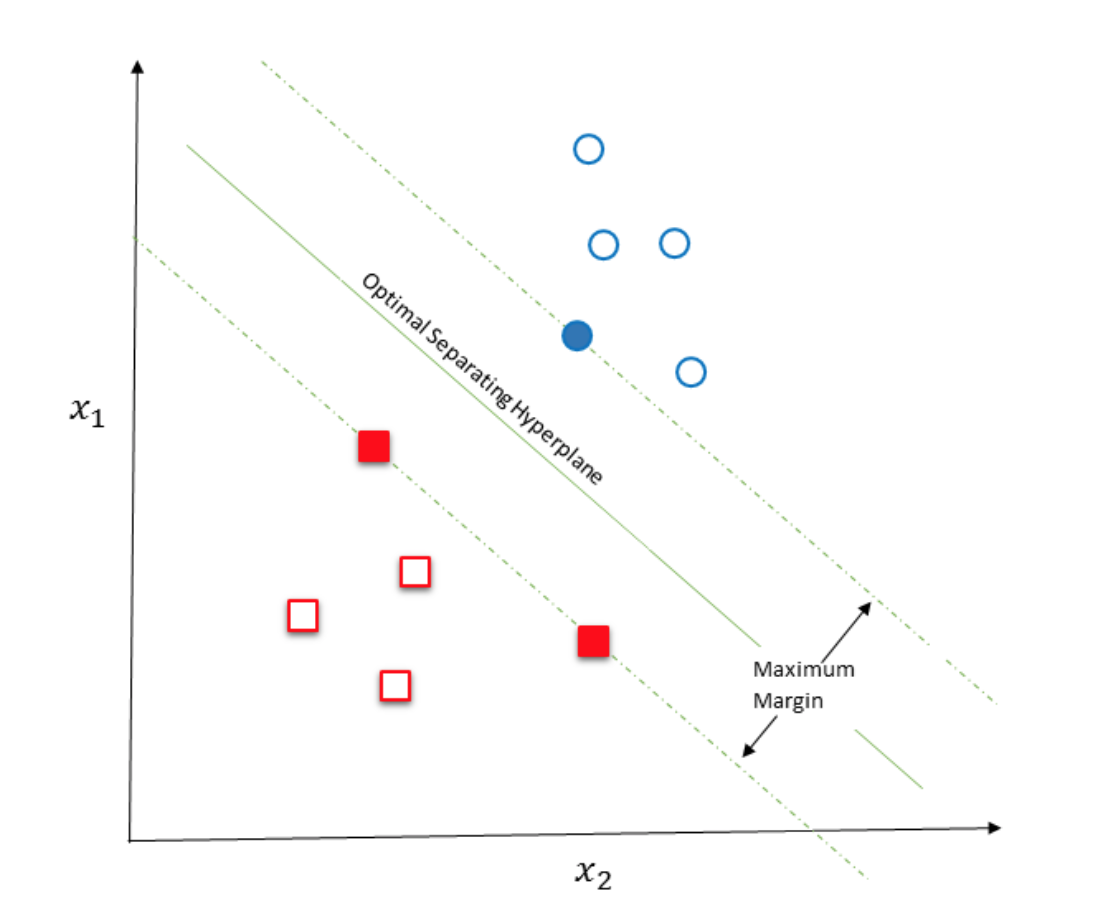 Optimal Separating Hyperplane
x₁
Maximum
Margin
x₂